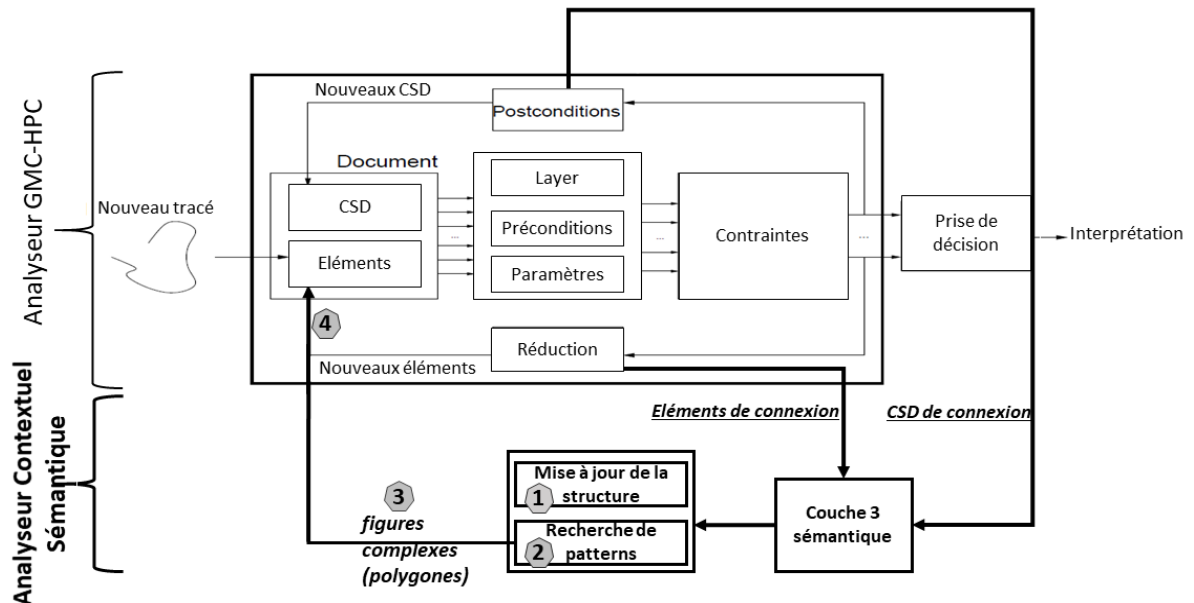 Analyseur GMC-HPC
Nouveau tracé
Nouveaux CSD
Postconditions
Document
CSD
Eléments
...
Layer
Préconditions
Paramètres
...
Contraintes
...
Prise de
décision
Interprétation
4
Réduction
Nouveaux éléments
Analyseur Contextuel
Sémantique
Eléments de connexion
CSD de connexion
3
figures
complexes
(polygones)
Mise à jour de la
1 structure
Recherche de
2 patterns
Couche 3
sémantique